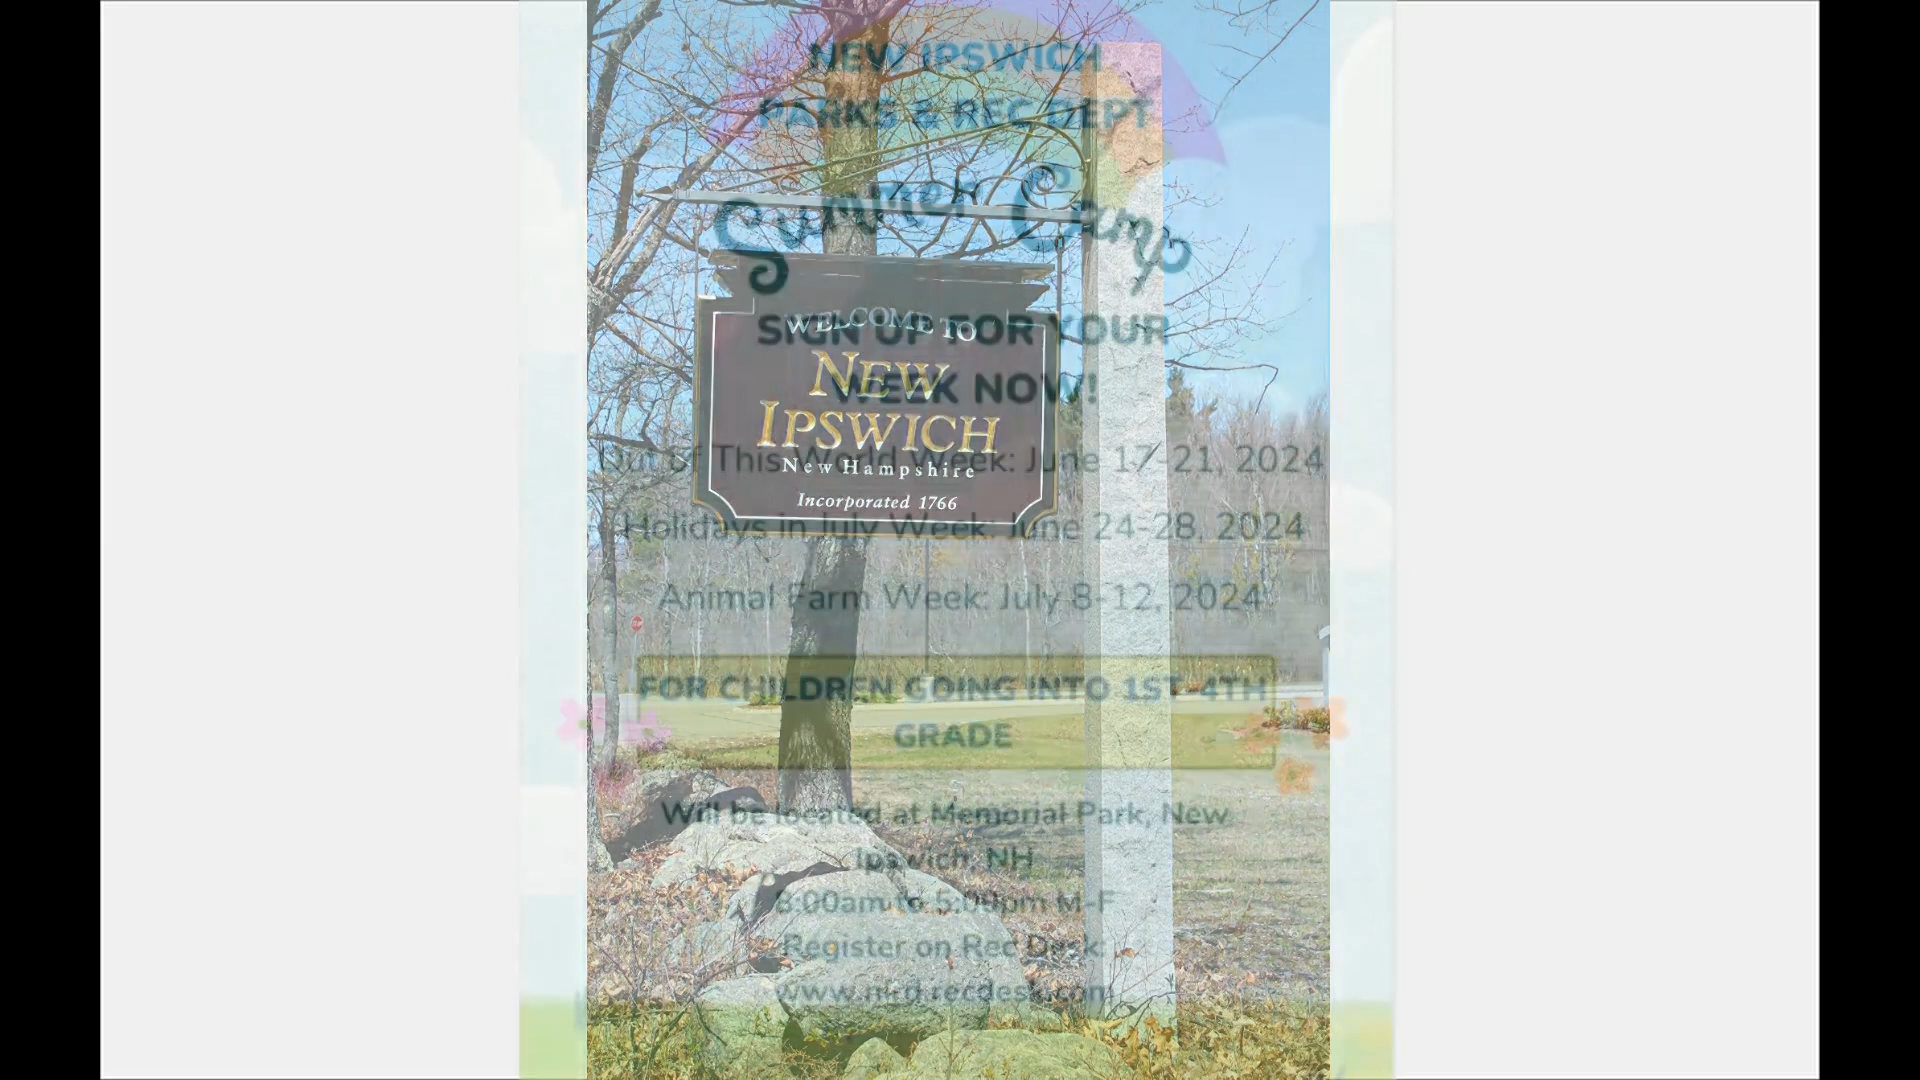 NEW IPSWICH
PARKS & REC DEPT
Summer Camp
SIGN UP FOR YOUR
WEEK NOW!
Out of This World Week: June 17-21, 2024
Holidays in July Week: June 24-28, 2024
Animal Farm Week: July 8-12, 2024
FOR CHILDREN GOING INTO 1ST-4TH
GRADE
Will be located at Memorial Park, New
Ipswich, NH
8:00am to 5:00pm M-F
Register on Rec Desk:
WELCOME TO
NEW
IPSWICH
New Hampshire
Incorporated 1766